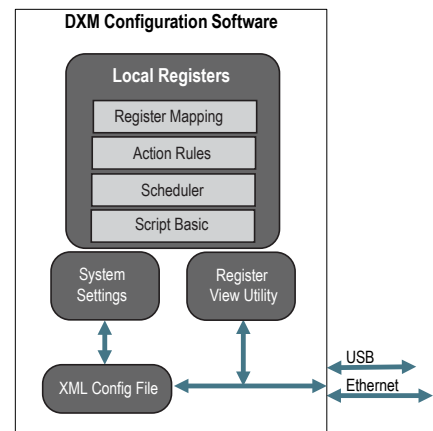 DXM Configuration Software
Local Registers
Register Mapping
Action Rules
Scheduler
Script Basic
System
Settings
Register
View Utility
XML Config File
USB
Ethernet